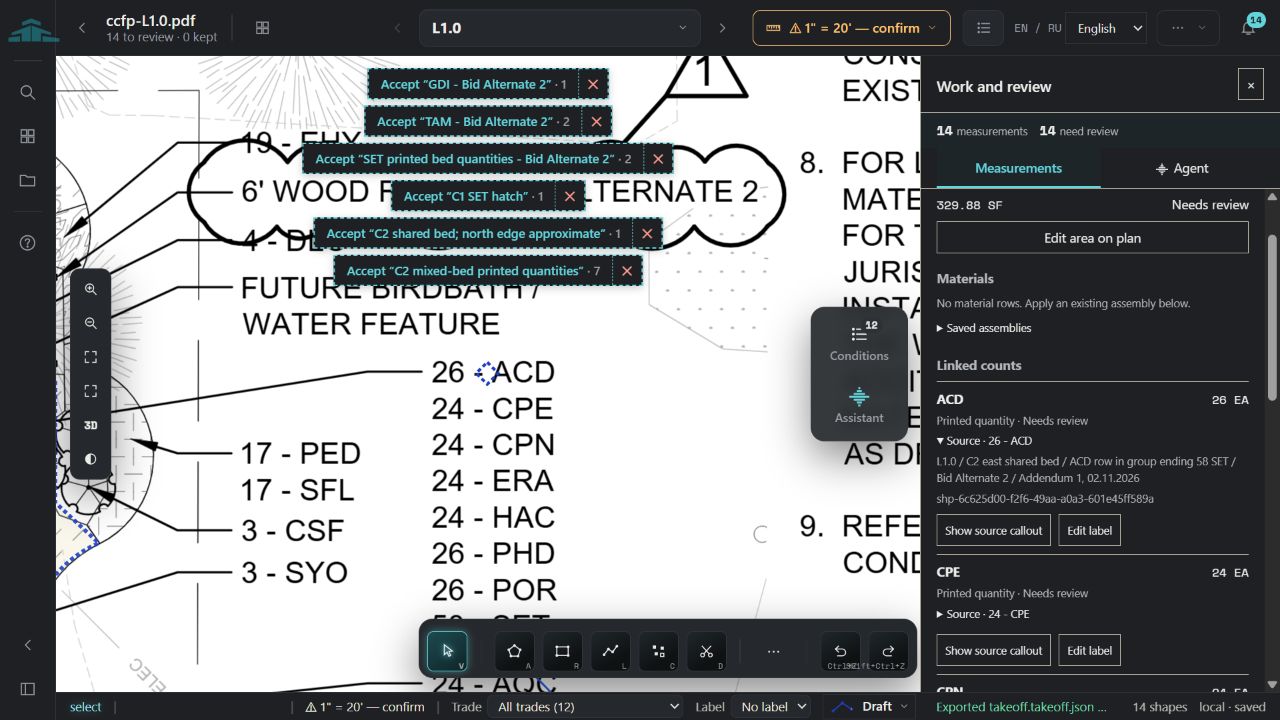 ccfp-L1.0.pdf
14 to review · 0 kept
L1.0
⚠ 1" = 20' — confirm
EN / RU
English
14
Accept “GDI - Bid Alternate 2” · 1
Accept “TAM - Bid Alternate 2” · 2
Accept “SET printed bed quantities - Bid Alternate 2” · 2
Accept “C1 SET hatch” · 1
Accept “C2 shared bed; north edge approximate” · 1
Accept “C2 mixed-bed printed quantities” · 7
1
EXIST
19 -
6' WOOD
LTERNATE 2
4 -
FUTURE BIRDBATH /
WATER FEATURE
26 - ACD
24 - CPE
24 - CPN
24 - ERA
24 - HAC
26 - PHD
26 - POR
17 - PED
17 - SFL
3 - CSF
3 - SYO
24 - AQC
ELEC
8. FOR L
MATE
FOR
JURIS
AS D
9. REFE
COND
3D
12
Conditions
Assistant
V
A
R
L
C
D
Work and review
×
14 measurements 14 need review
Measurements
Agent
329.88 SF Needs review
Edit area on plan
Materials
No material rows. Apply an existing assembly below.
Saved assemblies
Linked counts
ACD 26 EA
Printed quantity · Needs review
Source · 26 - ACD
L1.0 / C2 east shared bed / ACD row in group ending 58 SET /
Bid Alternate 2 / Addendum 1, 02.11.2026
shp-6c625d00-f2f6-49aa-a0a3-601e45ff589a
Show source callout Edit label
CPE 24 EA
Printed quantity · Needs review
Source · 24 - CPE
Show source callout Edit label
select
⚠ 1" = 20' — confirm
Trade All trades (12)
Label No label
Draft
Exported takeoff.takeoff.json ...
14 shapes
local · saved